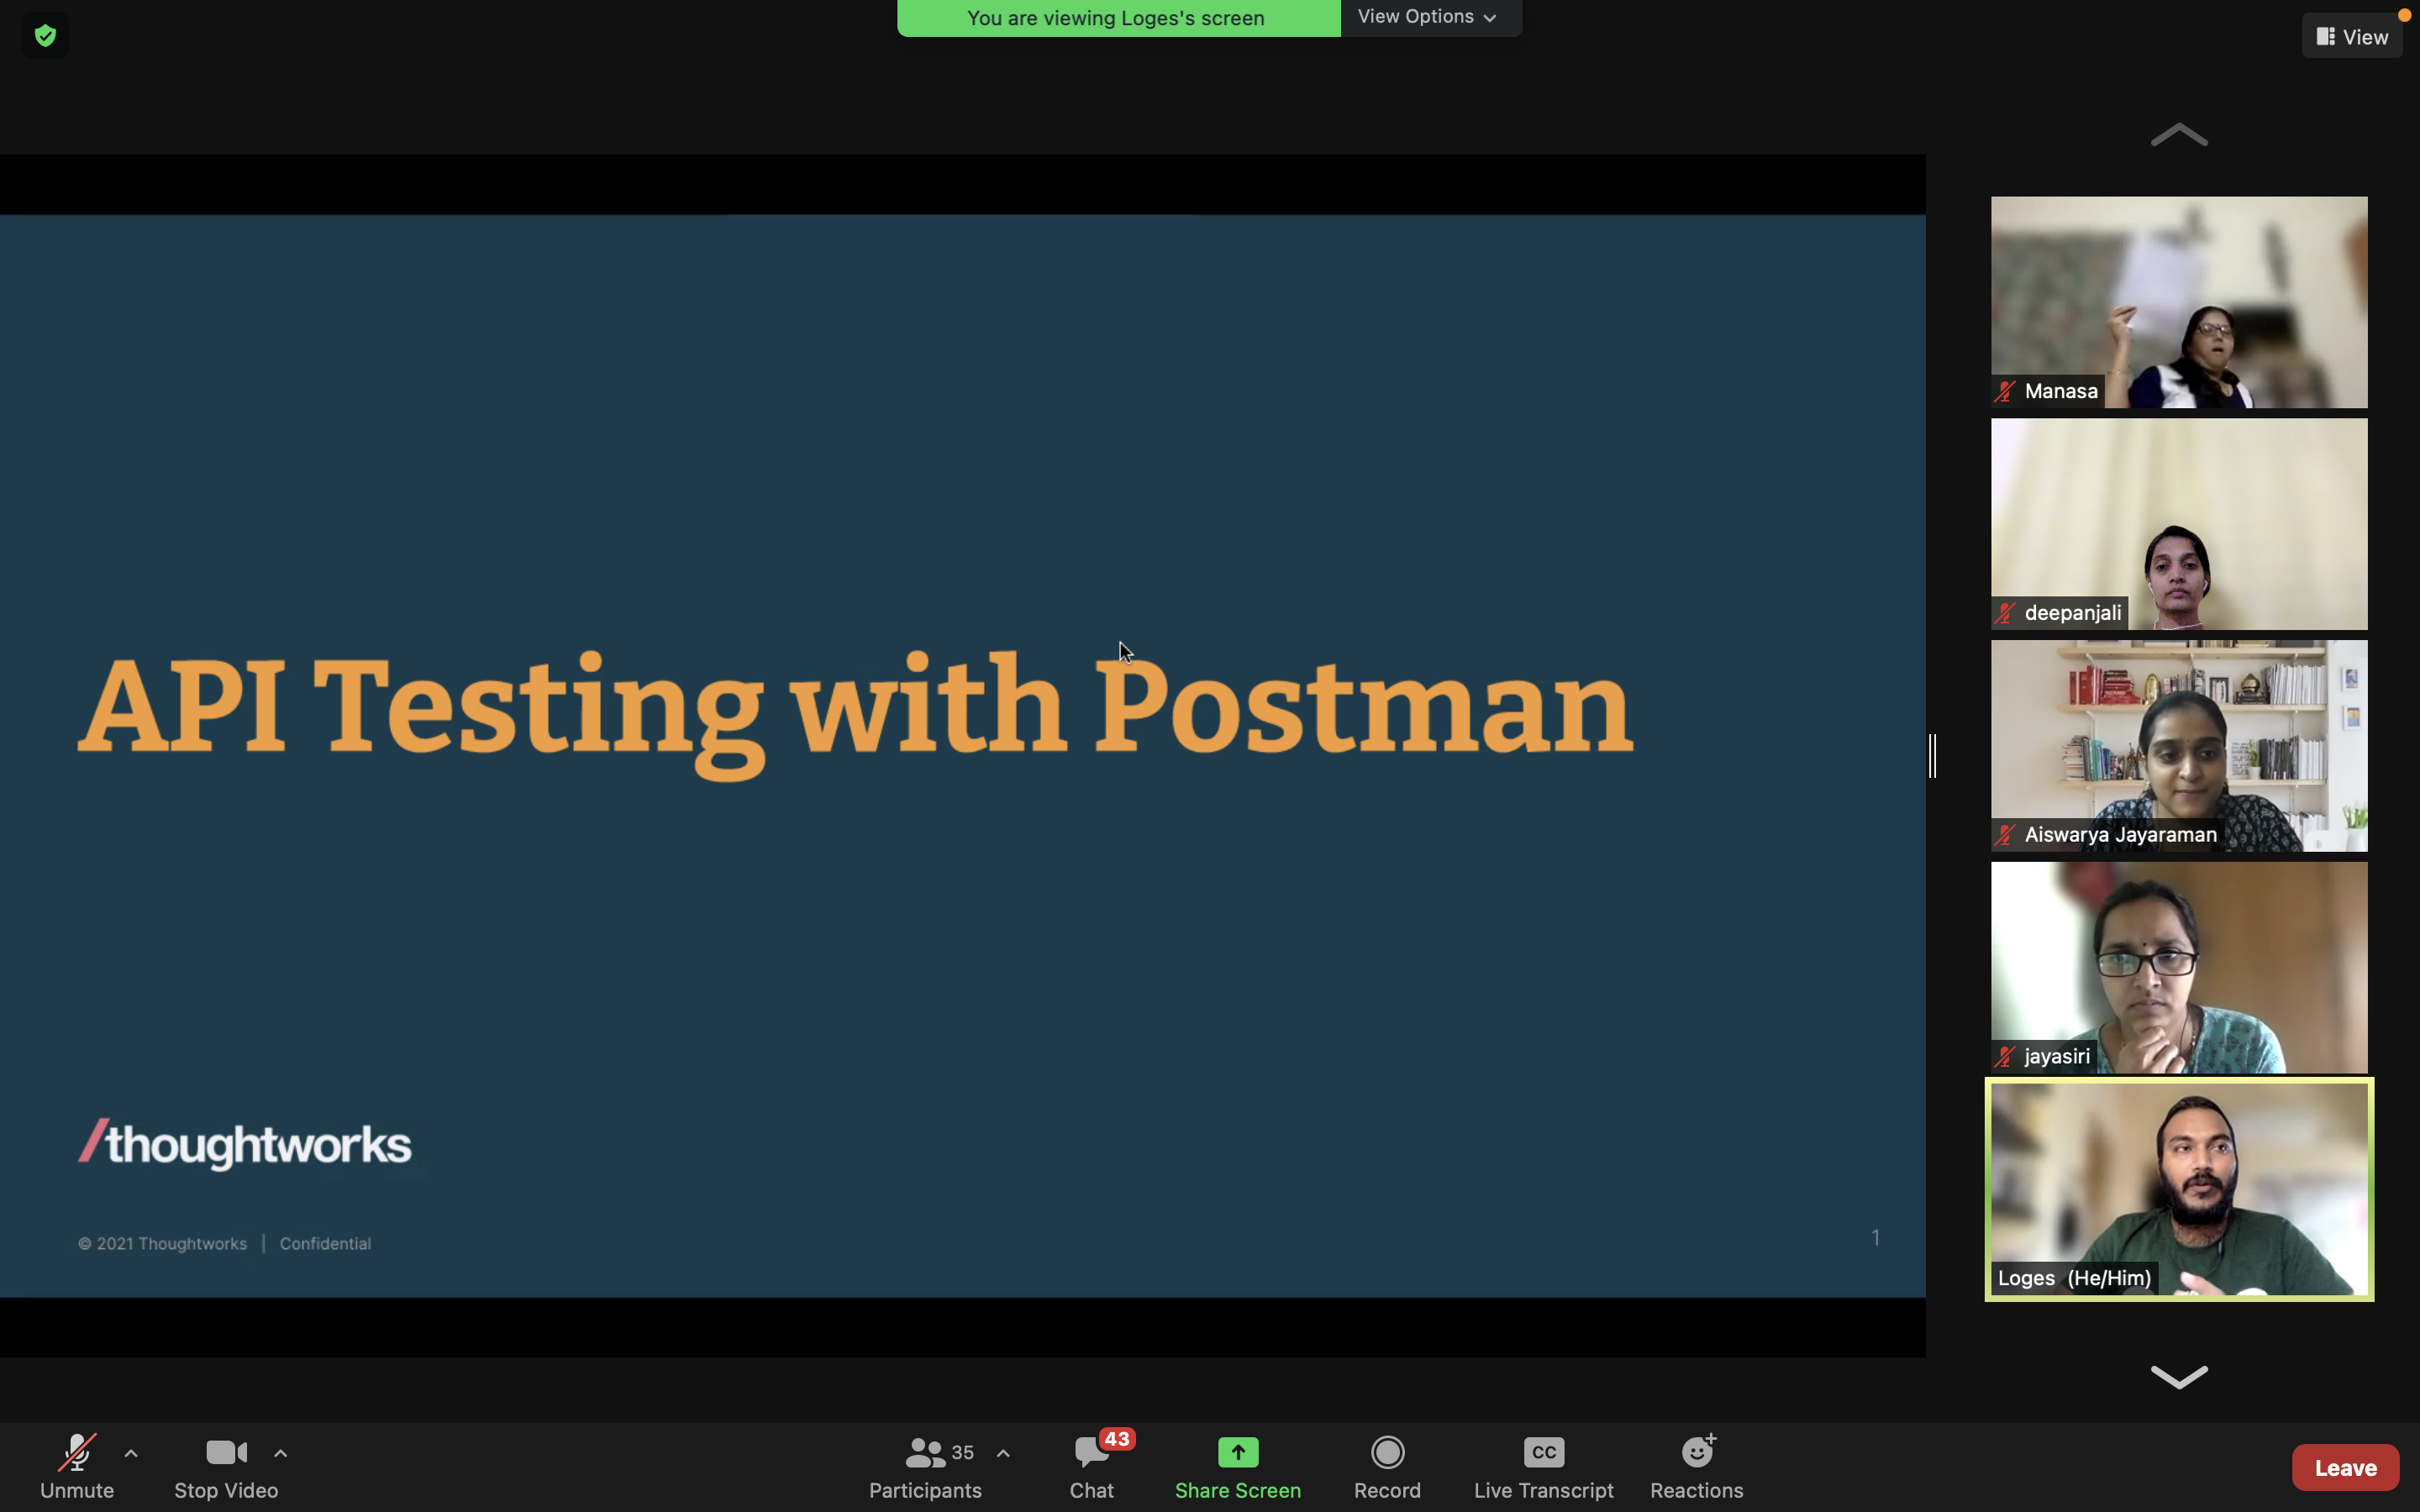 You are viewing Loges's screen
View Options
View
Manasa
deepanjali
API Testing with Postman
Aiswarya Jayaraman
jayasiri
/thoughtworks
© 2021 Thoughtworks | Confidential
1
Loges (He/Him)
Unmute
Stop Video
35
Participants
43
Chat
Share Screen
Record
CC
Live Transcript
Reactions
Leave